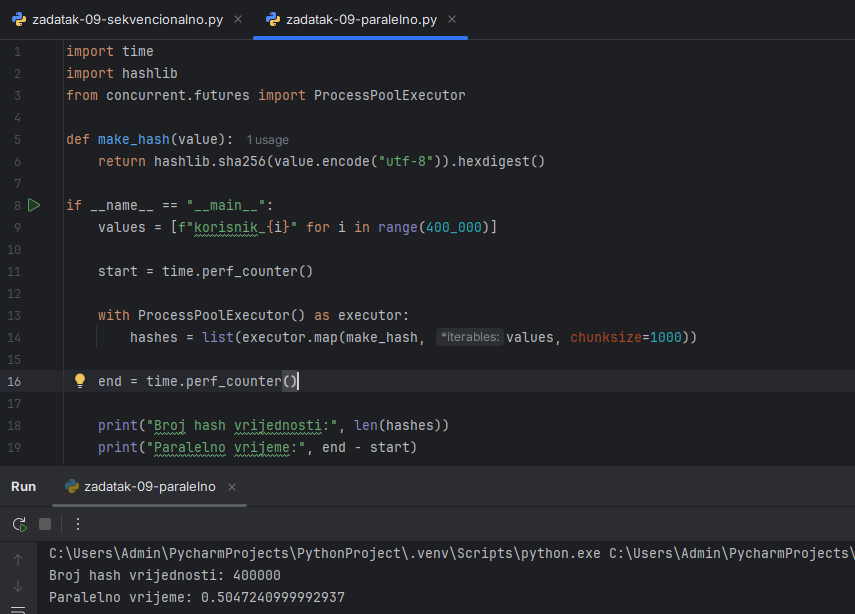 zadatak-09-sekvencionalno.py × zadatak-09-paralelno.py ×
1 import time
2 import hashlib
3 from concurrent.futures import ProcessPoolExecutor
4
5 def make_hash(value): 1 usage
6 return hashlib.sha256(value.encode("utf-8")).hexdigest()
7
8 if __name__ == "__main__":
9 values = [f"korisnik_{i}" for i in range(400_000)]
10
11 start = time.perf_counter()
12
13 with ProcessPoolExecutor() as executor:
14 hashes = list(executor.map(make_hash, *iterables: values, chunksize=1000))
15
16 end = time.perf_counter()
17
18 print("Broj hash vrijednosti:", len(hashes))
19 print("Paralelno vrijeme:", end - start)
Run zadatak-09-paralelno ×
C:\Users\Admin\PycharmProjects\PythonProject\.venv\Scripts\python.exe C:\Users\Admin\PycharmProjects\
Broj hash vrijednosti: 400000
Paralelno vrijeme: 0.5047240999992937